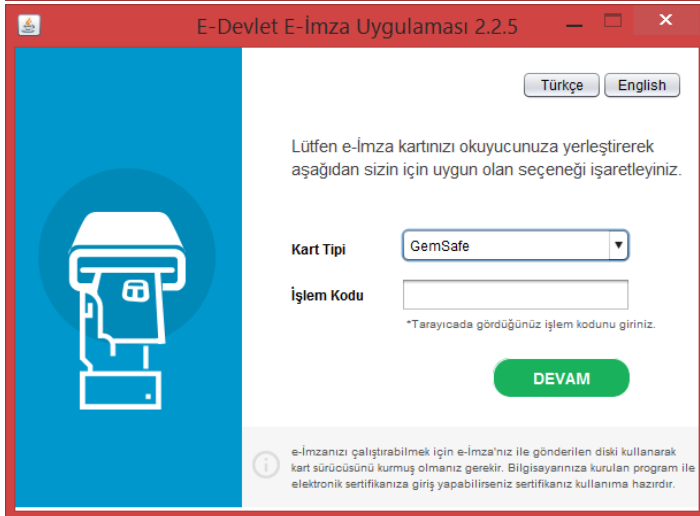 E-Devlet E-İmza Uygulaması 2.2.5
Türkçe English
Lütfen e-İmza kartınızı okuyucunuza yerleştirerek
aşağıdan sizin için uygun olan seçeneği işaretleyiniz.
Kart Tipi GemSafe
İşlem Kodu
*Tarayıcada gördüğünüz işlem kodunu giriniz.
DEVAM
e-İmzanızı çalıştırabilmek için e-İmza'nız ile gönderilen diski kullanarak
kart sürücüsünü kurmuş olmanız gerekir. Bilgisayarınıza kurulan program ile
elektronik sertifikanıza giriş yapabilirseniz sertifikanız kullanıma hazırdır.